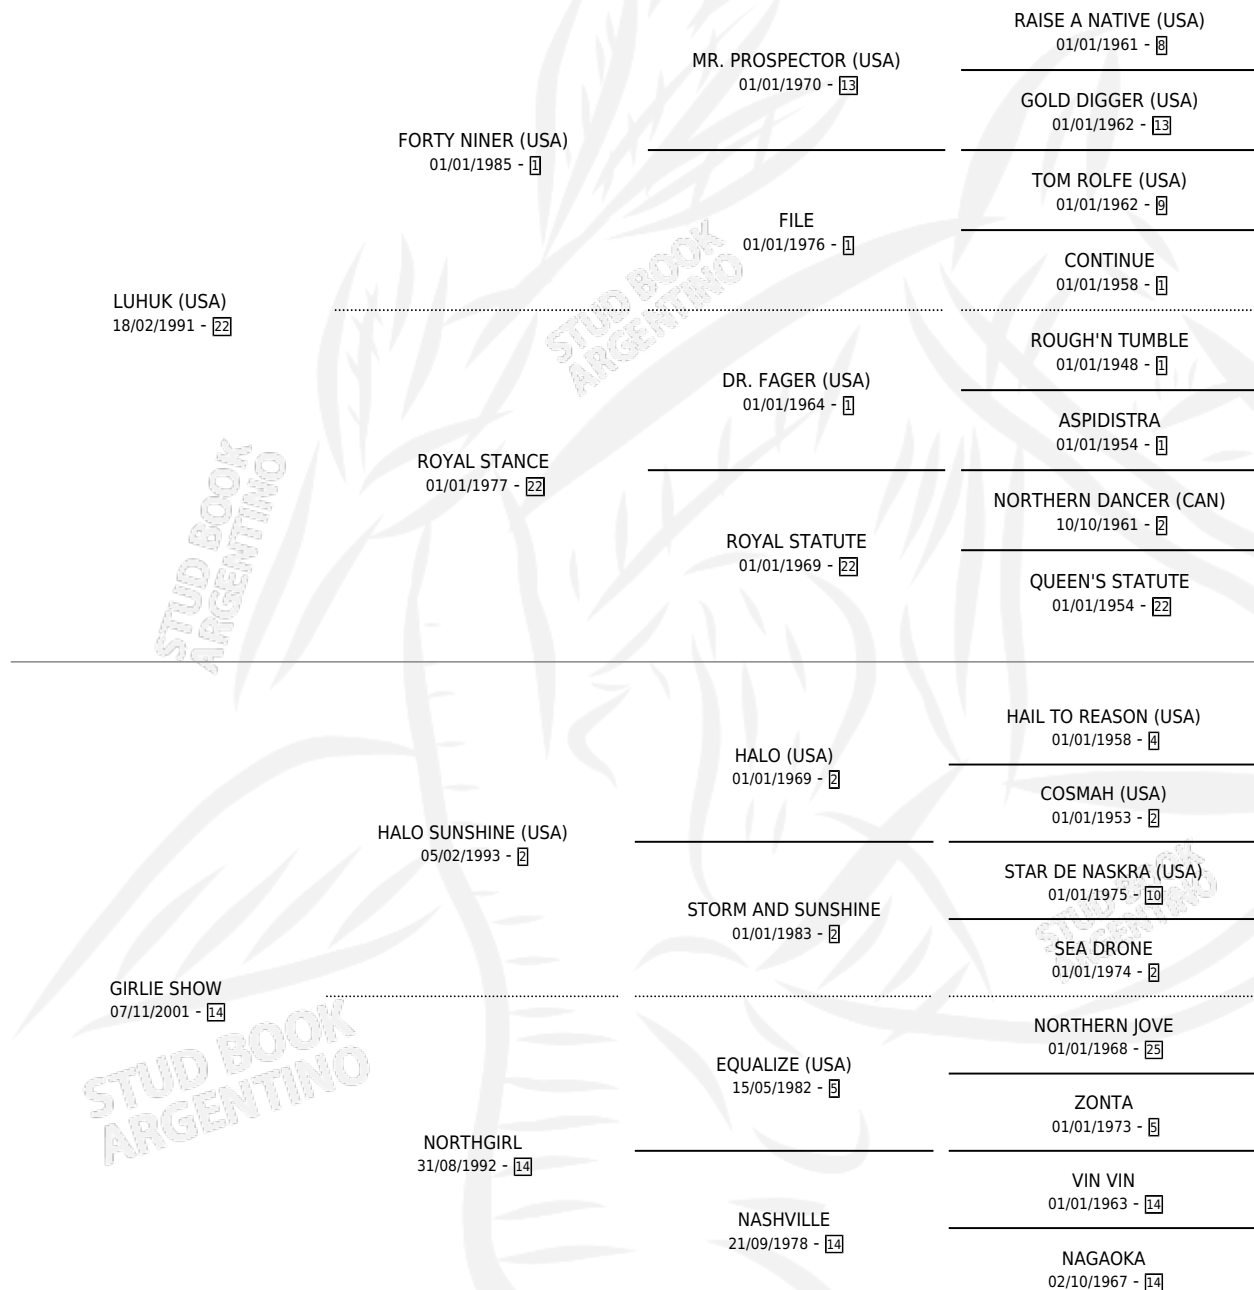 RAISE A NATIVE (USA)
01/01/1961 - 8
MR. PROSPECTOR (USA)
01/01/1970 - 13
GOLD DIGGER (USA)
01/01/1962 - 13
FORTY NINER (USA)
01/01/1985 - 1
TOM ROLFE (USA)
01/01/1962 - 9
FILE
01/01/1976 - 1
CONTINUE
01/01/1958 - 1
LUHUK (USA)
18/02/1991 - 22
ROUGH'N TUMBLE
01/01/1948 - 1
DR. FAGER (USA)
01/01/1964 - 1
ASPIDISTRA
01/01/1954 - 1
ROYAL STANCE
01/01/1977 - 22
NORTHERN DANCER (CAN)
10/10/1961 - 2
ROYAL STATUTE
01/01/1969 - 22
QUEEN'S STATUTE
01/01/1954 - 22
HAIL TO REASON (USA)
01/01/1958 - 4
HALO (USA)
01/01/1969 - 2
COSMAH (USA)
01/01/1953 - 2
HALO SUNSHINE (USA)
05/02/1993 - 2
STAR DE NASKRA (USA)
01/01/1975 - 10
STORM AND SUNSHINE
01/01/1983 - 2
SEA DRONE
01/01/1974 - 2
GIRLIE SHOW
07/11/2001 - 14
NORTHERN JOVE
01/01/1968 - 25
EQUALIZE (USA)
15/05/1982 - 5
ZONTA
01/01/1973 - 5
NORTHGIRL
31/08/1992 - 14
VIN VIN
01/01/1963 - 14
NASHVILLE
21/09/1978 - 14
NAGAOKA
02/10/1967 - 14
STUD BOOK
ARGENTINO
STUD BOOK
ARGENTINO
STUD BOOK
ARGENTINO
STUD BOOK
ARGENTINO